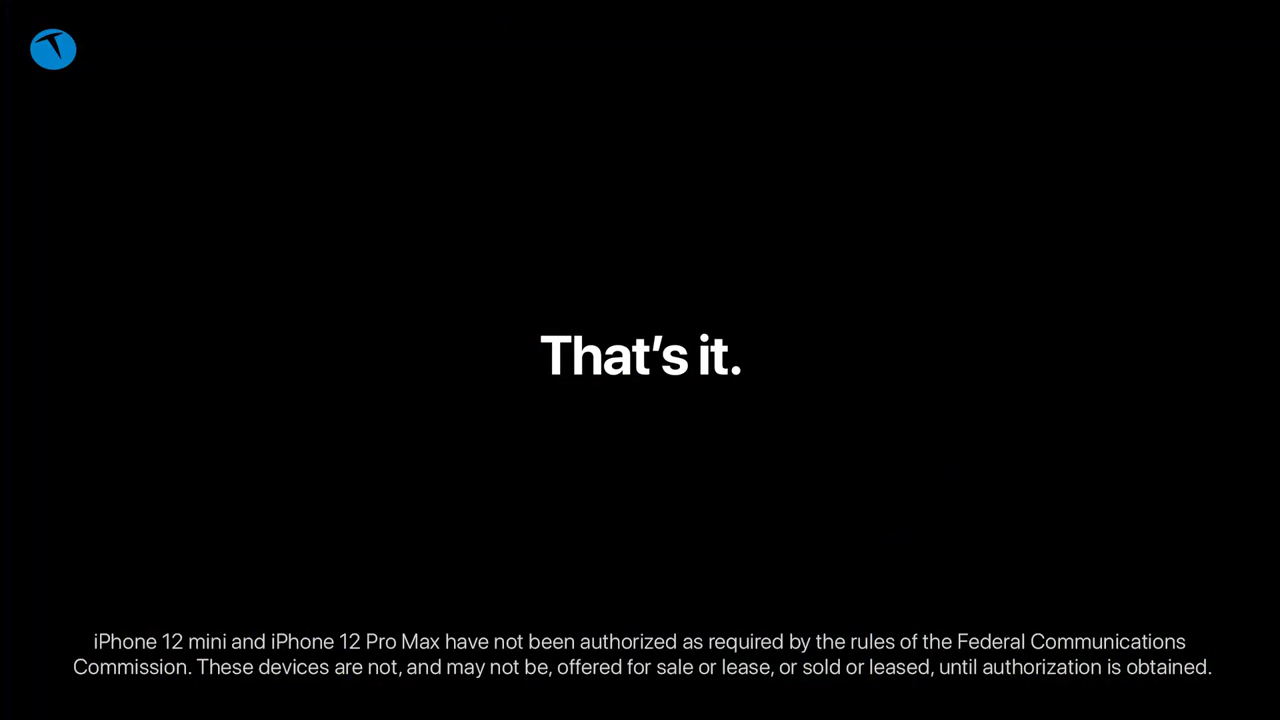 That's it.
iPhone 12 mini and iPhone 12 Pro Max have not been authorized as required by the rules of the Federal Communications
Commission. These devices are not, and may not be, offered for sale or lease, or sold or leased, until authorization is obtained.